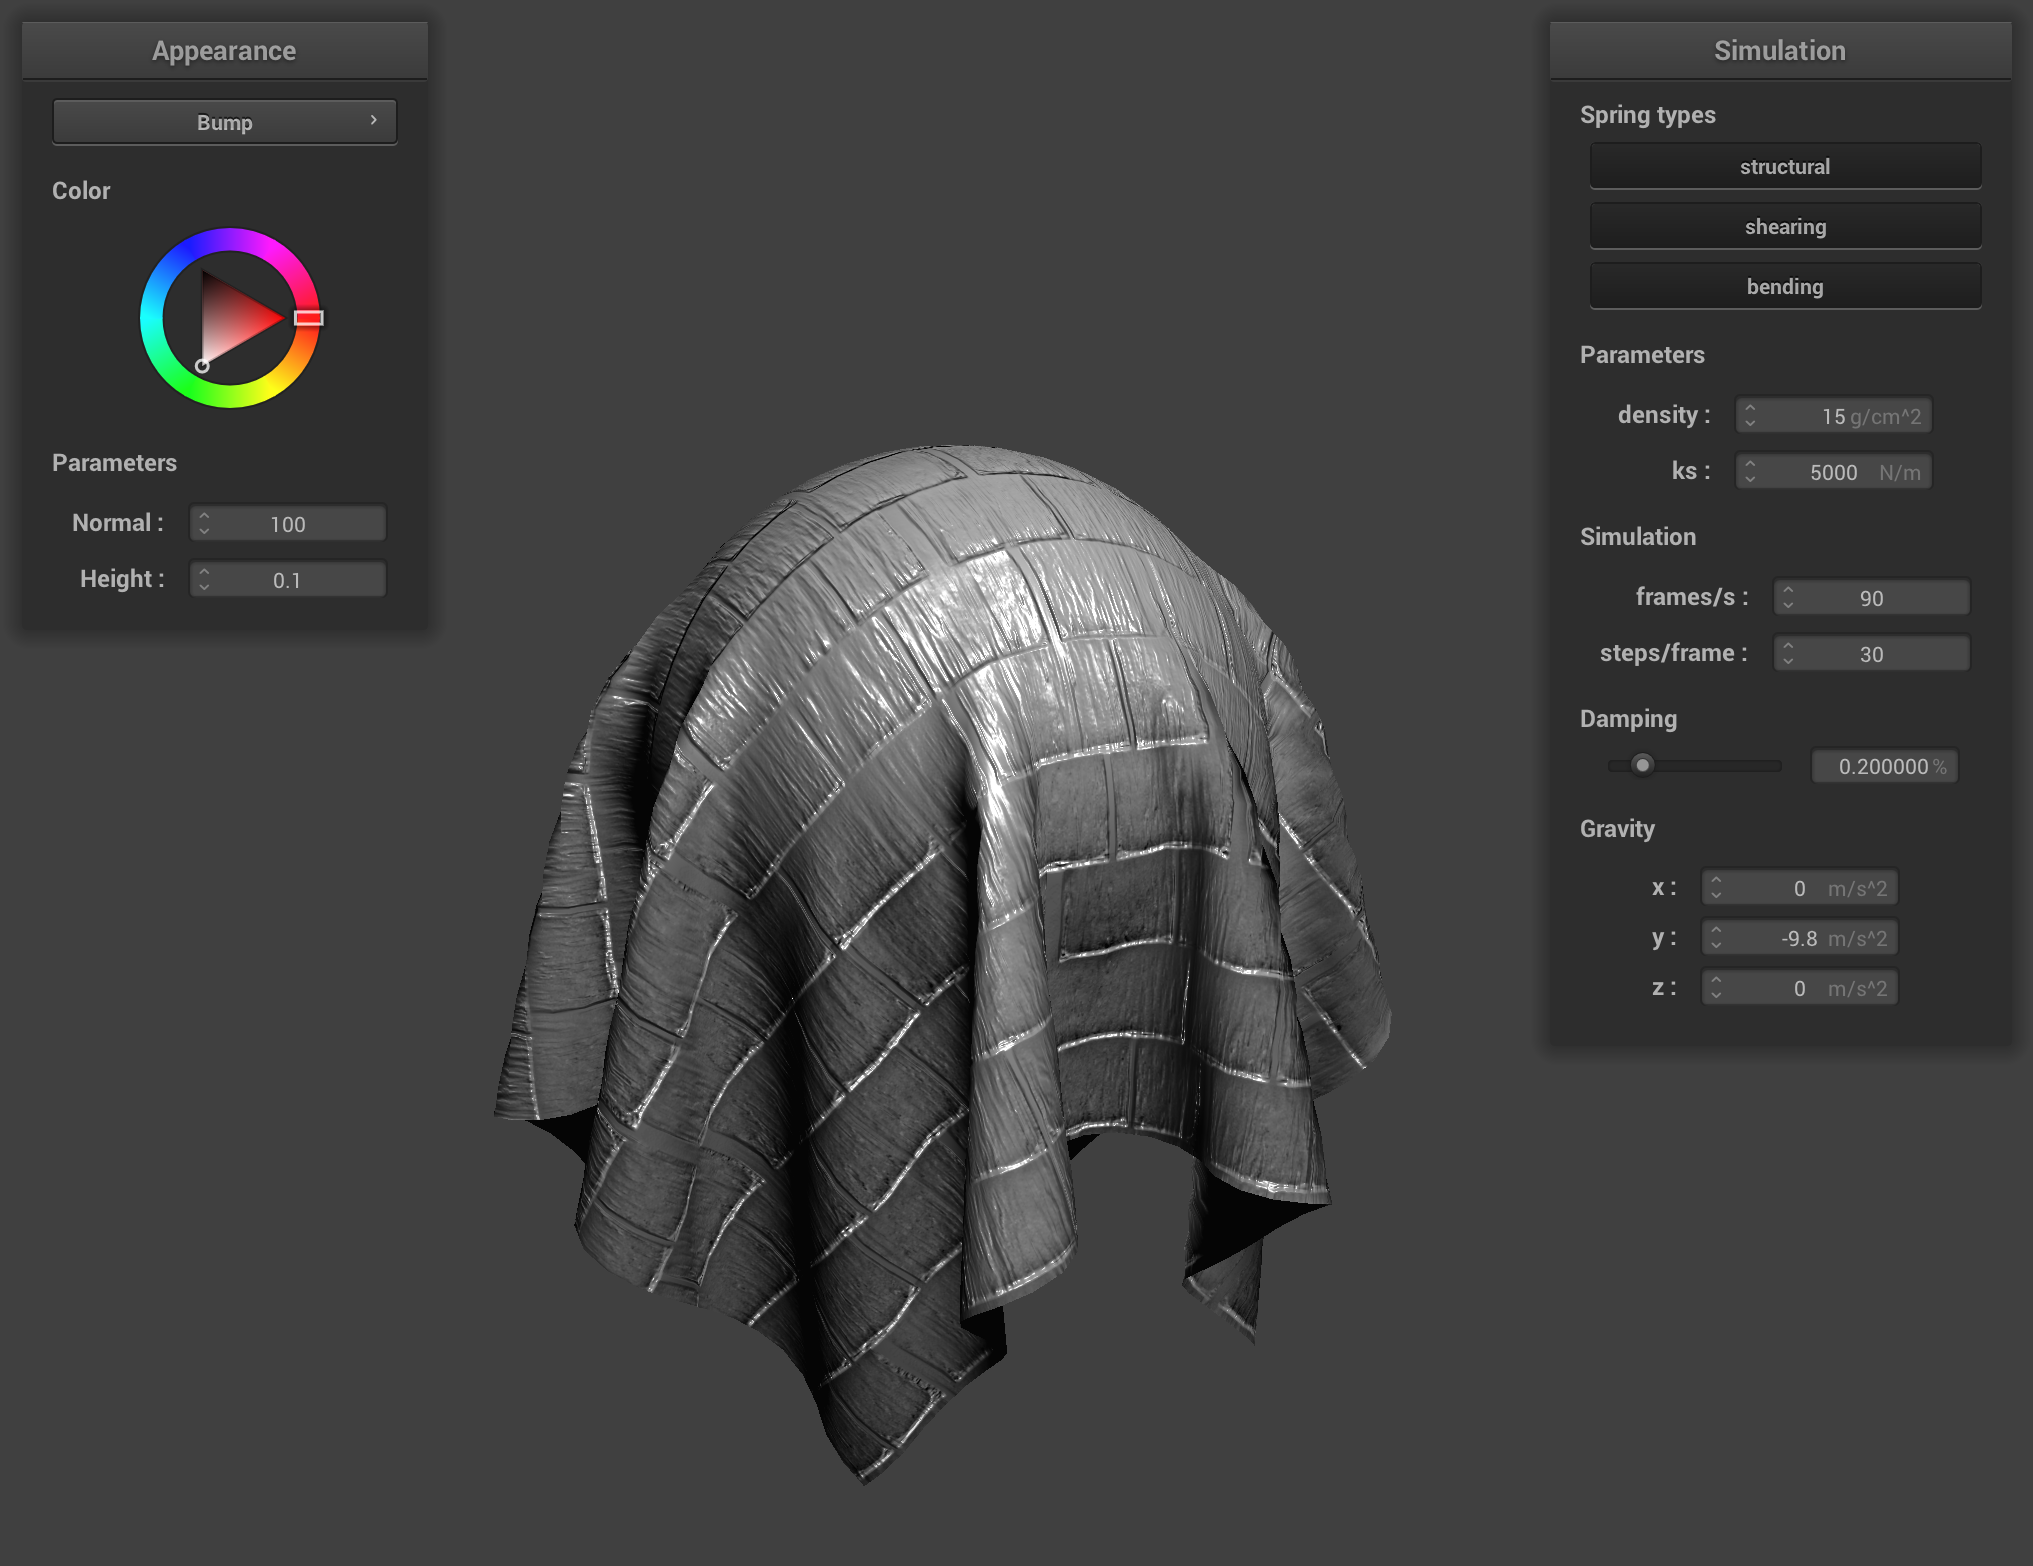 Appearance
Bump
Color
Parameters
Normal : 100
Height : 0.1
Simulation
Spring types
structural
shearing
bending
Parameters
density : 15 g/cm^2
ks : 5000 N/m
Simulation
frames/s : 90
steps/frame : 30
Damping
0.200000 %
Gravity
x : 0 m/s^2
y : -9.8 m/s^2
z : 0 m/s^2